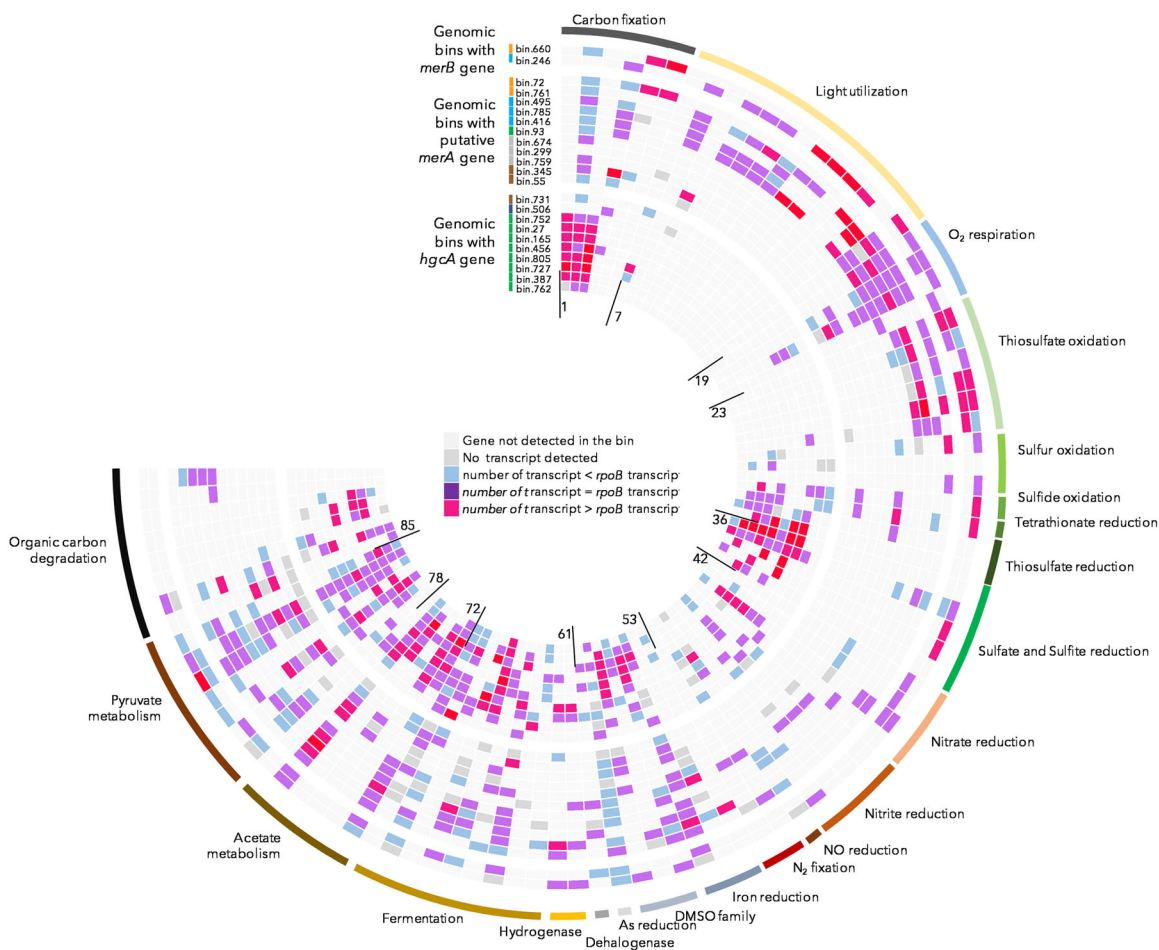 Carbon fixation
Genomic
bins with
merB gene
bin.660
bin.246
Genomic
bins with
putative
merA gene
bin.72
bin.761
bin.495
bin.785
bin.416
bin.93
bin.674
bin.299
bin.759
bin.345
bin.55
Genomic
bins with
hgcA gene
bin.731
bin.506
bin.752
bin.27
bin.165
bin.456
bin.805
bin.727
bin.387
bin.762
Light utilization
O₂ respiration
Thiosulfate oxidation
Sulfur oxidation
Sulfide oxidation
Tetrathionate reduction
Thiosulfate reduction
Sulfate and Sulfite reduction
Nitrate reduction
Nitrite reduction
NO reduction
N₂ fixation
Iron reduction
DMSO family
As reduction
Dehalogenase
Hydrogenase
Fermentation
Acetate
metabolism
Pyruvate
metabolism
Organic carbon
degradation
1
7
19
23
36
42
53
61
72
78
85
Gene not detected in the bin
No transcript detected
number of transcript < rpoB transcrip
number of transcript = rpoB transcrip
number of transcript > rpoB transcrip